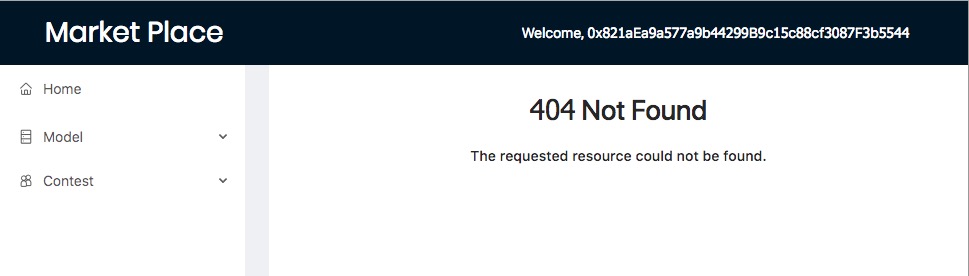 Market Place
Welcome, 0x821aEa9a577a9b44299B9c15c88cf3087F3b5544
Home
Model
Contest
404 Not Found
The requested resource could not be found.